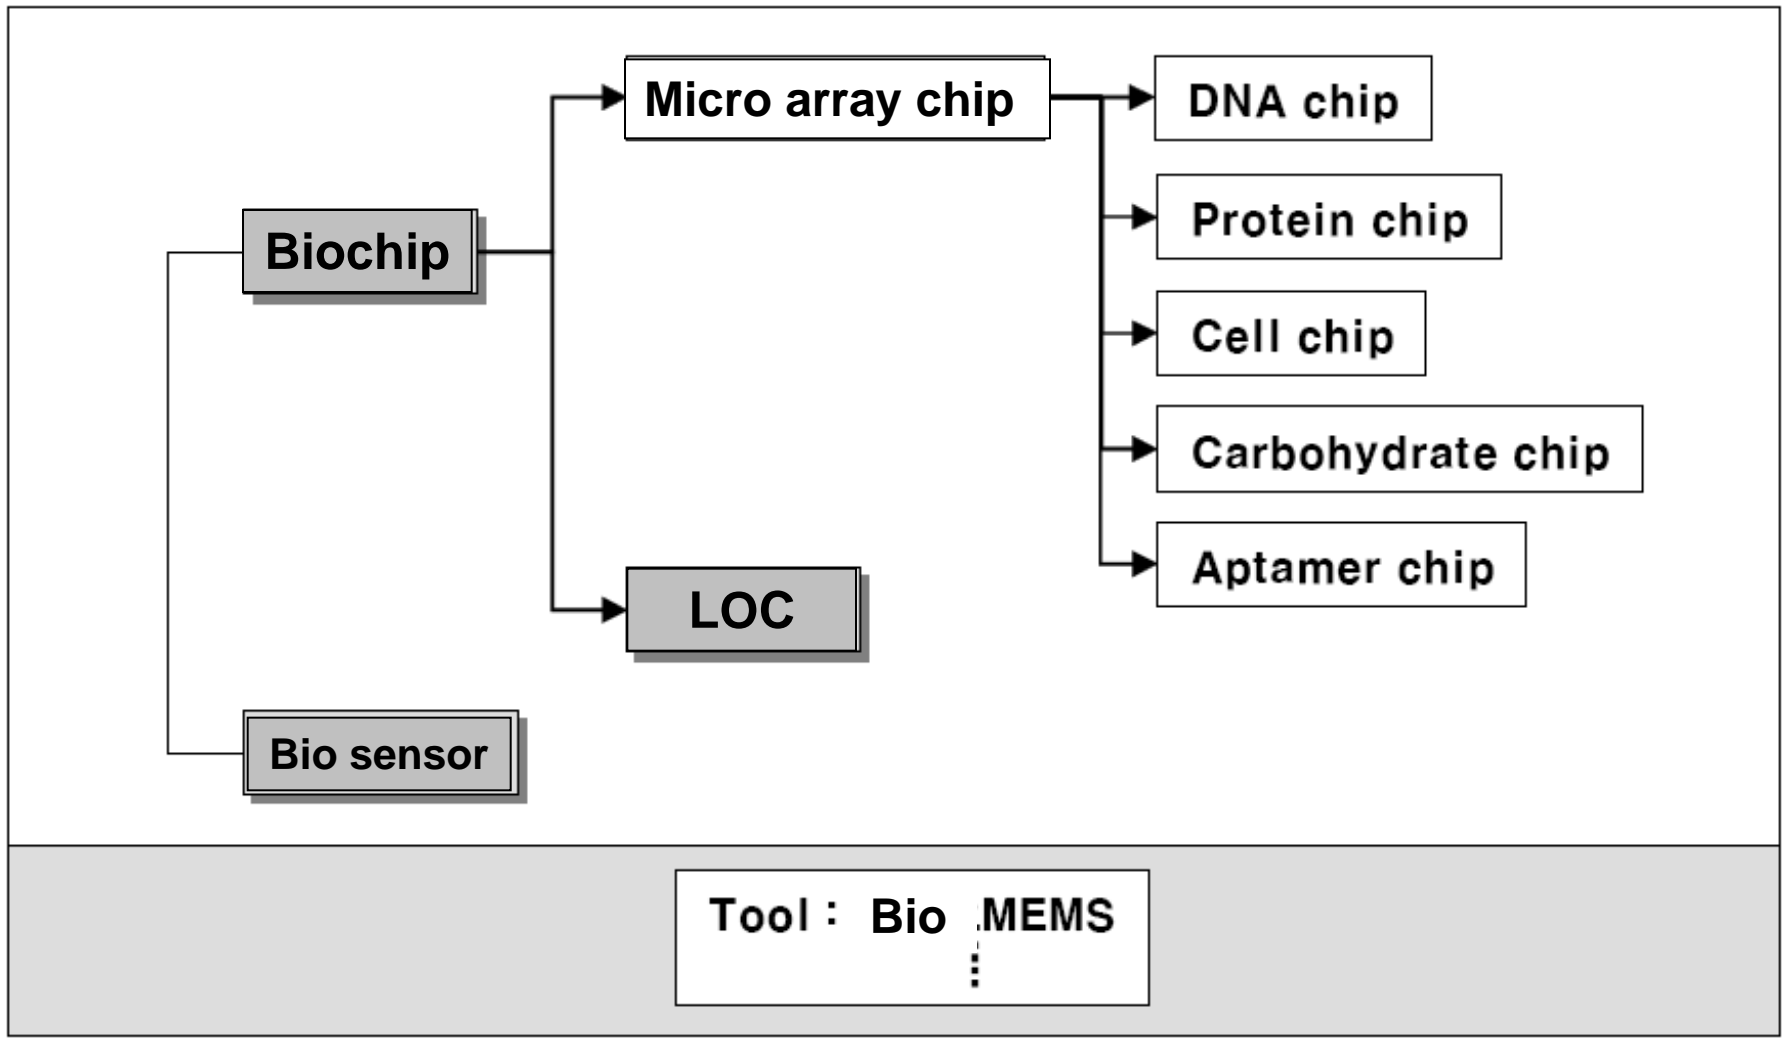 Micro array chip
DNA chip
Protein chip
Biochip
Cell chip
Carbohydrate chip
Aptamer chip
LOC
Bio sensor
Tool : Bio MEMS
⋮